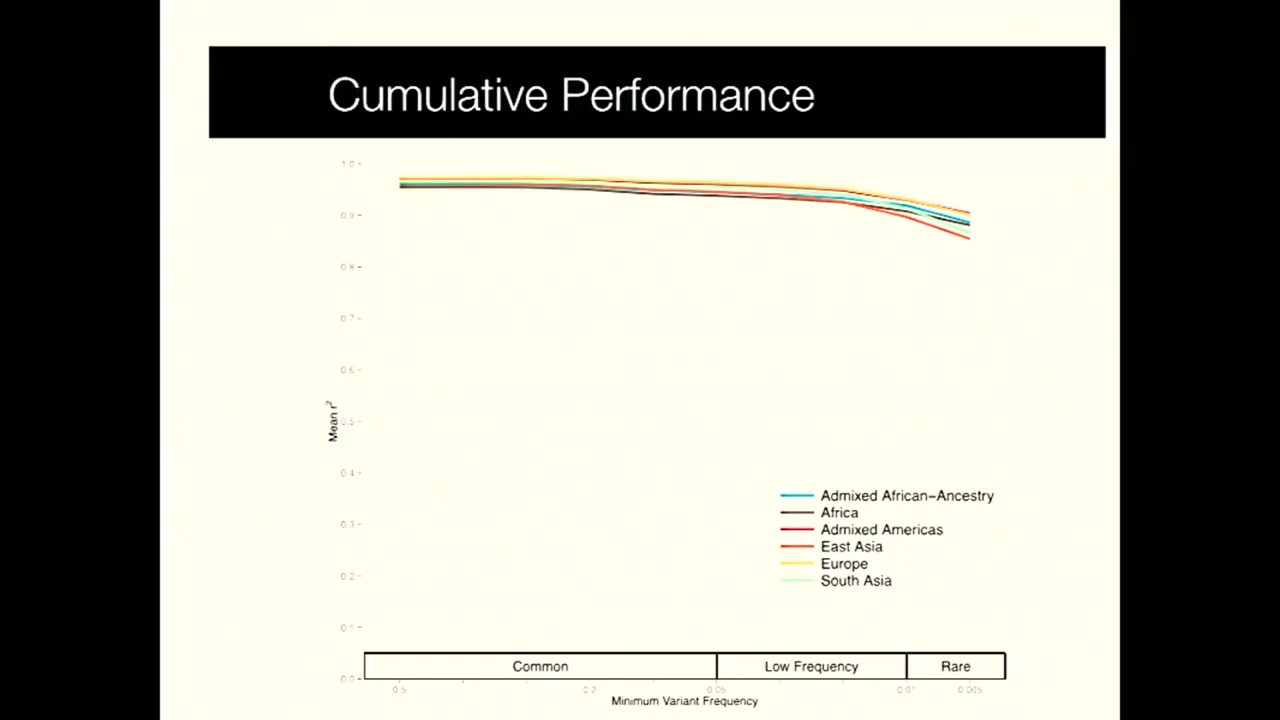 Cumulative Performance
1.0
0.9
0.8
0.7
0.6
0.5
0.4
0.3
0.2
0.1
0.0
Mean r²
Admixed African-Ancestry
Africa
Admixed Americas
East Asia
Europe
South Asia
Common Low Frequency Rare
0.5 0.2 0.05 0.01 0.005
Minimum Variant Frequency